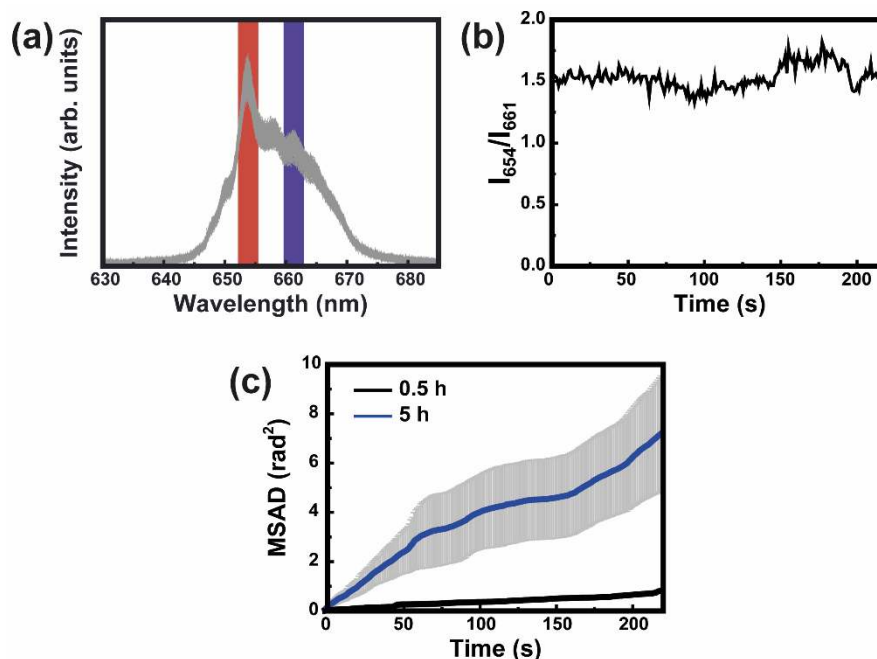 (a)
Intensity (arb. units)
630 640 650 660 670 680
Wavelength (nm)
(b)
I654/I661
2.0
1.5
1.0
0.5
0.0
0 50 100 150 200
Time (s)
(c)
MSAD (rad²)
10
8
6
4
2
0
0.5 h
5 h
0 50 100 150 200
Time (s)